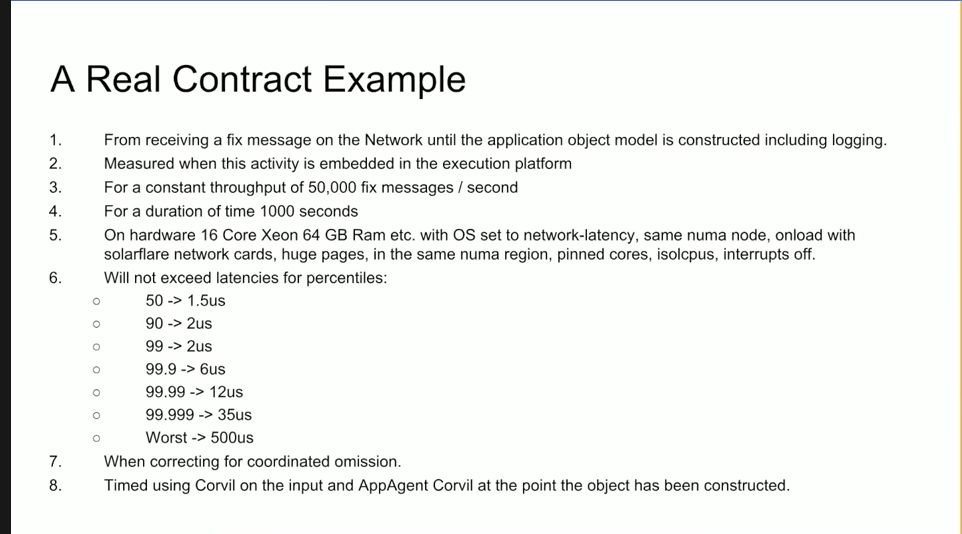 A Real Contract Example
1. From receiving a fix message on the Network until the application object model is constructed including logging.
2. Measured when this activity is embedded in the execution platform
3. For a constant throughput of 50,000 fix messages / second
4. For a duration of time 1000 seconds
5. On hardware 16 Core Xeon 64 GB Ram etc. with OS set to network-latency, same numa node, onload with
solarflare network cards, huge pages, in the same numa region, pinned cores, isolcpus, interrupts off.
6. Will not exceed latencies for percentiles:
○ 50 -> 1.5us
○ 90 -> 2us
○ 99 -> 2us
○ 99.9 -> 6us
○ 99.99 -> 12us
○ 99.999 -> 35us
○ Worst -> 500us
7. When correcting for coordinated omission.
8. Timed using Corvil on the input and AppAgent Corvil at the point the object has been constructed.